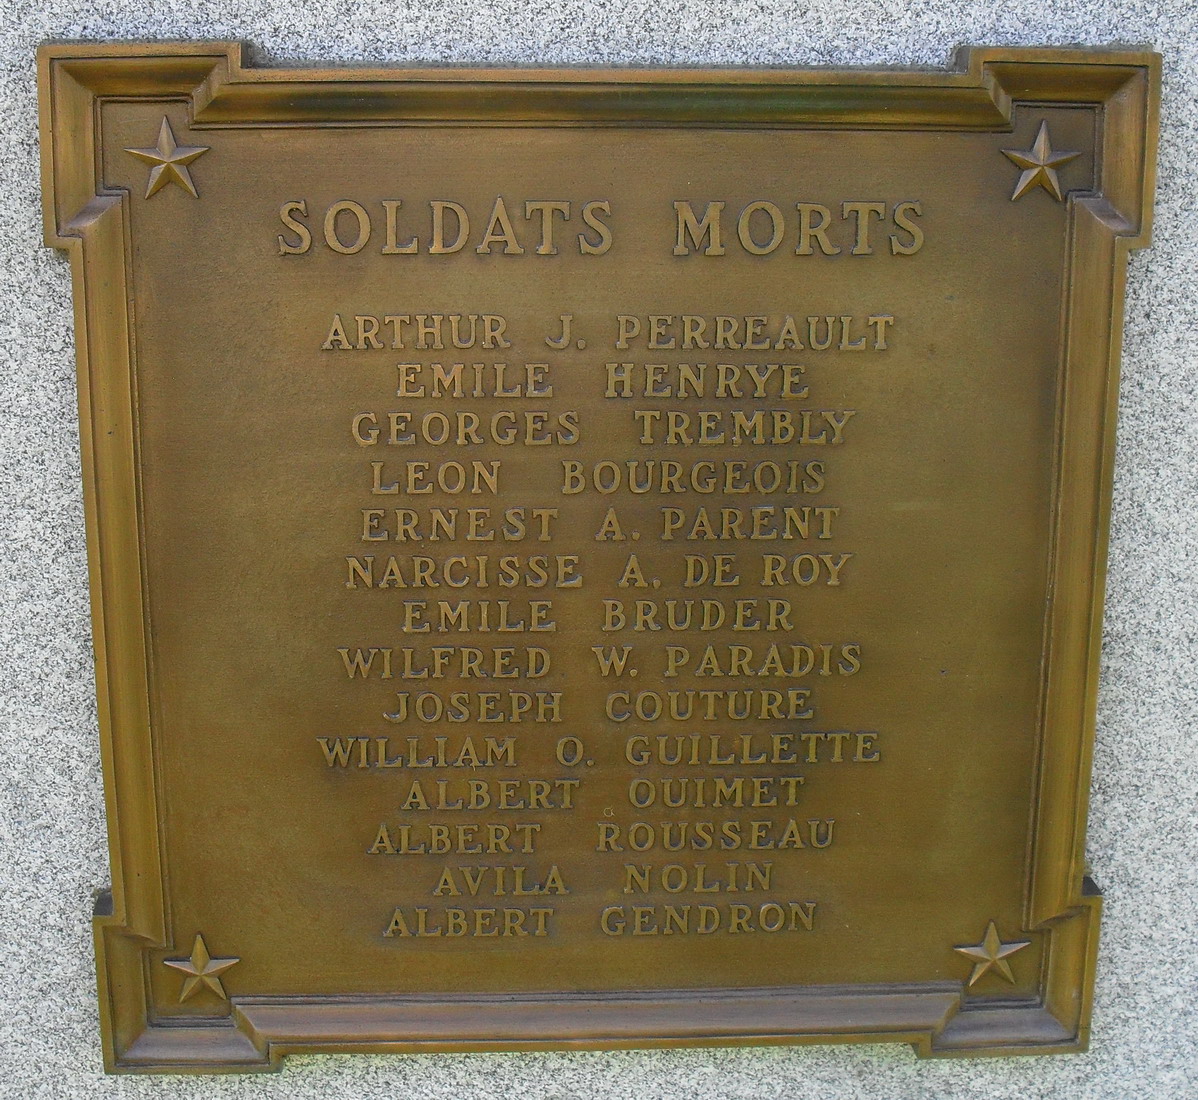 SOLDATS MORTS
ARTHUR J. PERREAULT
EMILE HENRYE
GEORGES TREMBLY
LEON BOURGEOIS
ERNEST A. PARENT
NARCISSE A. DE ROY
EMILE BRUDER
WILFRED W. PARADIS
JOSEPH COUTURE
WILLIAM O. GUILLETTE
ALBERT OUIMET
ALBERT ROUSSEAU
AVILA NOLIN
ALBERT GENDRON